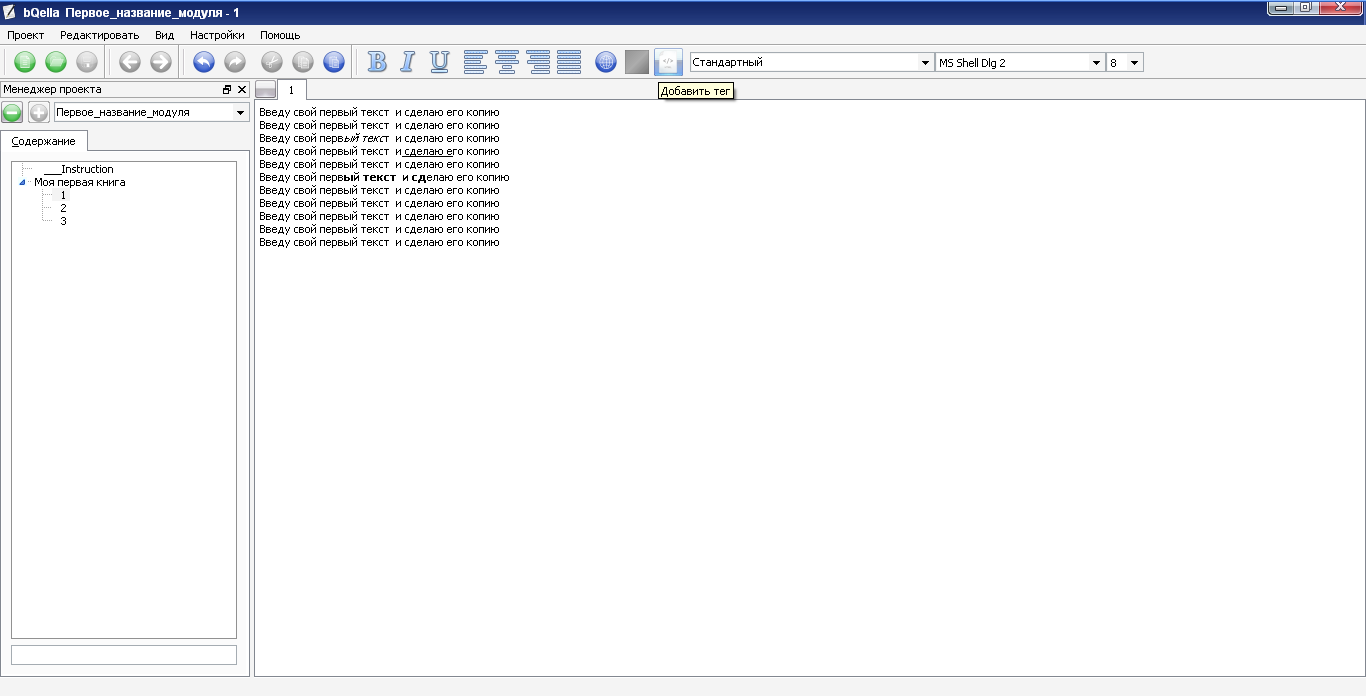 bQella Первое_название_модуля - 1
Проект Редактировать Вид Настройки Помощь
B I U Стандартный MS Shell Dlg 2 8
Менеджер проекта
1
Добавить тег
Первое_название_модуля
Содержание
___Instruction
Моя первая книга
1
2
3
Введу свой первый текст  и сделаю его копию
Введу свой первый текст  и сделаю его копию
Введу свой первый текст  и сделаю его копию
Введу свой первый текст  и сделаю его копию
Введу свой первый текст  и сделаю его копию
Введу свой первый текст  и сделаю его копию
Введу свой первый текст  и сделаю его копию
Введу свой первый текст  и сделаю его копию
Введу свой первый текст  и сделаю его копию
Введу свой первый текст  и сделаю его копию
Введу свой первый текст  и сделаю его копию